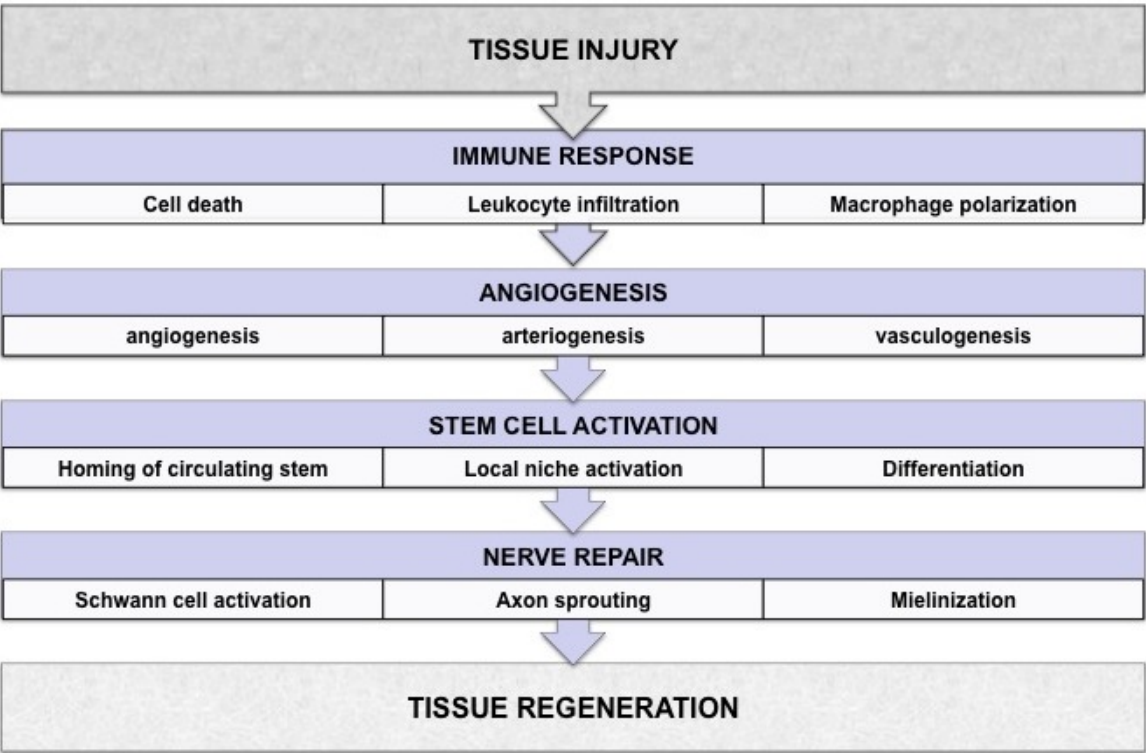 TISSUE INJURY
IMMUNE RESPONSE
Cell death Leukocyte infiltration Macrophage polarization
ANGIOGENESIS
angiogenesis arteriogenesis vasculogenesis
STEM CELL ACTIVATION
Homing of circulating stem Local niche activation Differentiation
NERVE REPAIR
Schwann cell activation Axon sprouting Mielinization
TISSUE REGENERATION